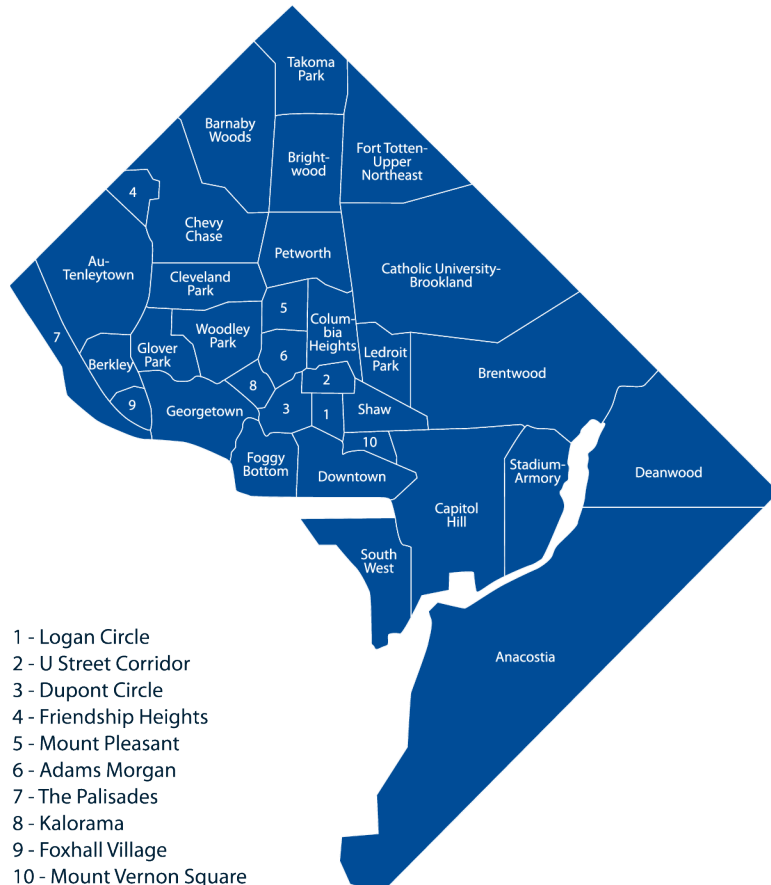 Takoma
Park
Barnaby
Woods
Bright-
wood
Fort Totten-
Upper
Northeast
4
Chevy
Chase
Au-
Tenleytown
Petworth
Cleveland
Park
Catholic University-
Brookland
5
Colum-
bia
Heights
7
Woodley
Park
Glover
Park
Berkley
6
Ledroit
Park
Brentwood
8
2
9
Georgetown
3
1
Shaw
10
Foggy
Bottom
Downtown
Stadium-
Armory
Deanwood
Capitol
Hill
South
West
Anacostia
1 - Logan Circle
2 - U Street Corridor
3 - Dupont Circle
4 - Friendship Heights
5 - Mount Pleasant
6 - Adams Morgan
7 - The Palisades
8 - Kalorama
9 - Foxhall Village
10 - Mount Vernon Square